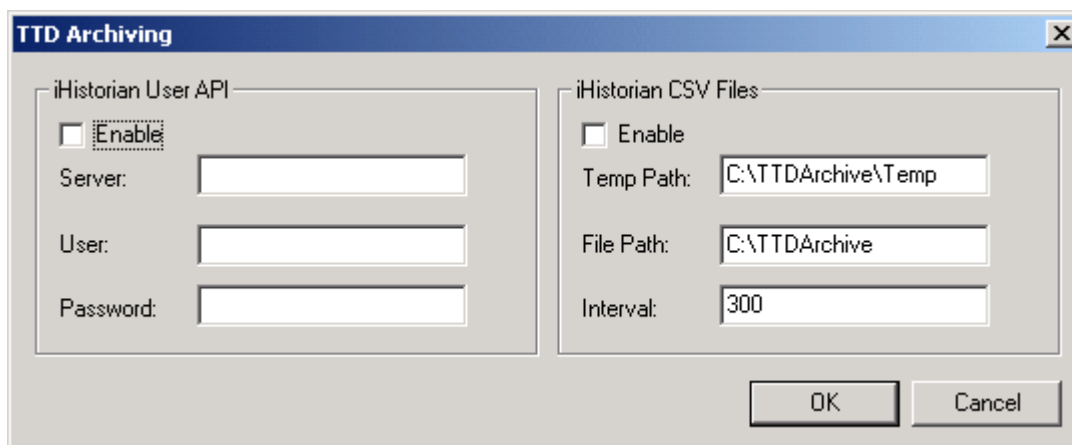 TTD Archiving
iHistorian User API
Enable
Server:
User:
Password:
iHistorian CSV Files
Enable
Temp Path: C:\TTDArchive\Temp
File Path: C:\TTDArchive
Interval: 300
OK
Cancel